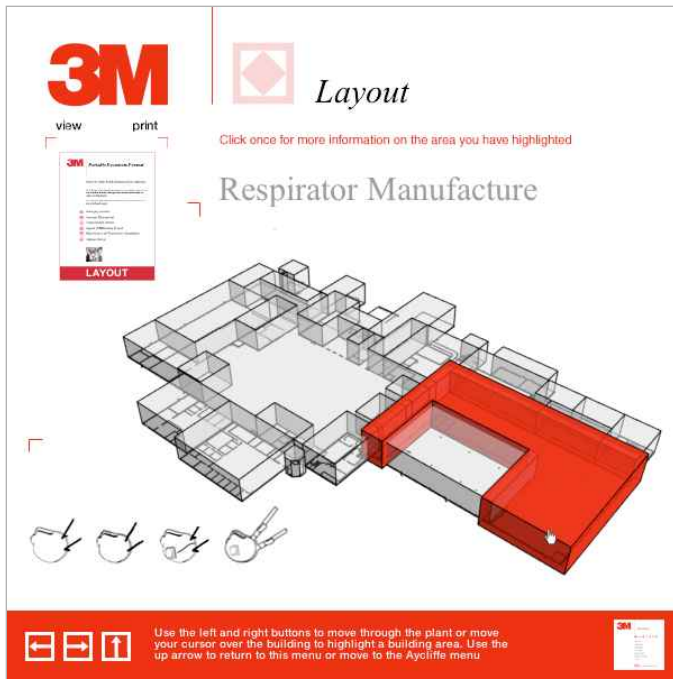 3M
Layout
view print
Click once for more information on the area you have highlighted
3M
Respirator Manufacture
LAYOUT
Use the left and right buttons to move through the plant or move
your cursor over the building to highlight a building area. Use the
up arrow to return to this menu or move to the Aycliffe menu
3M